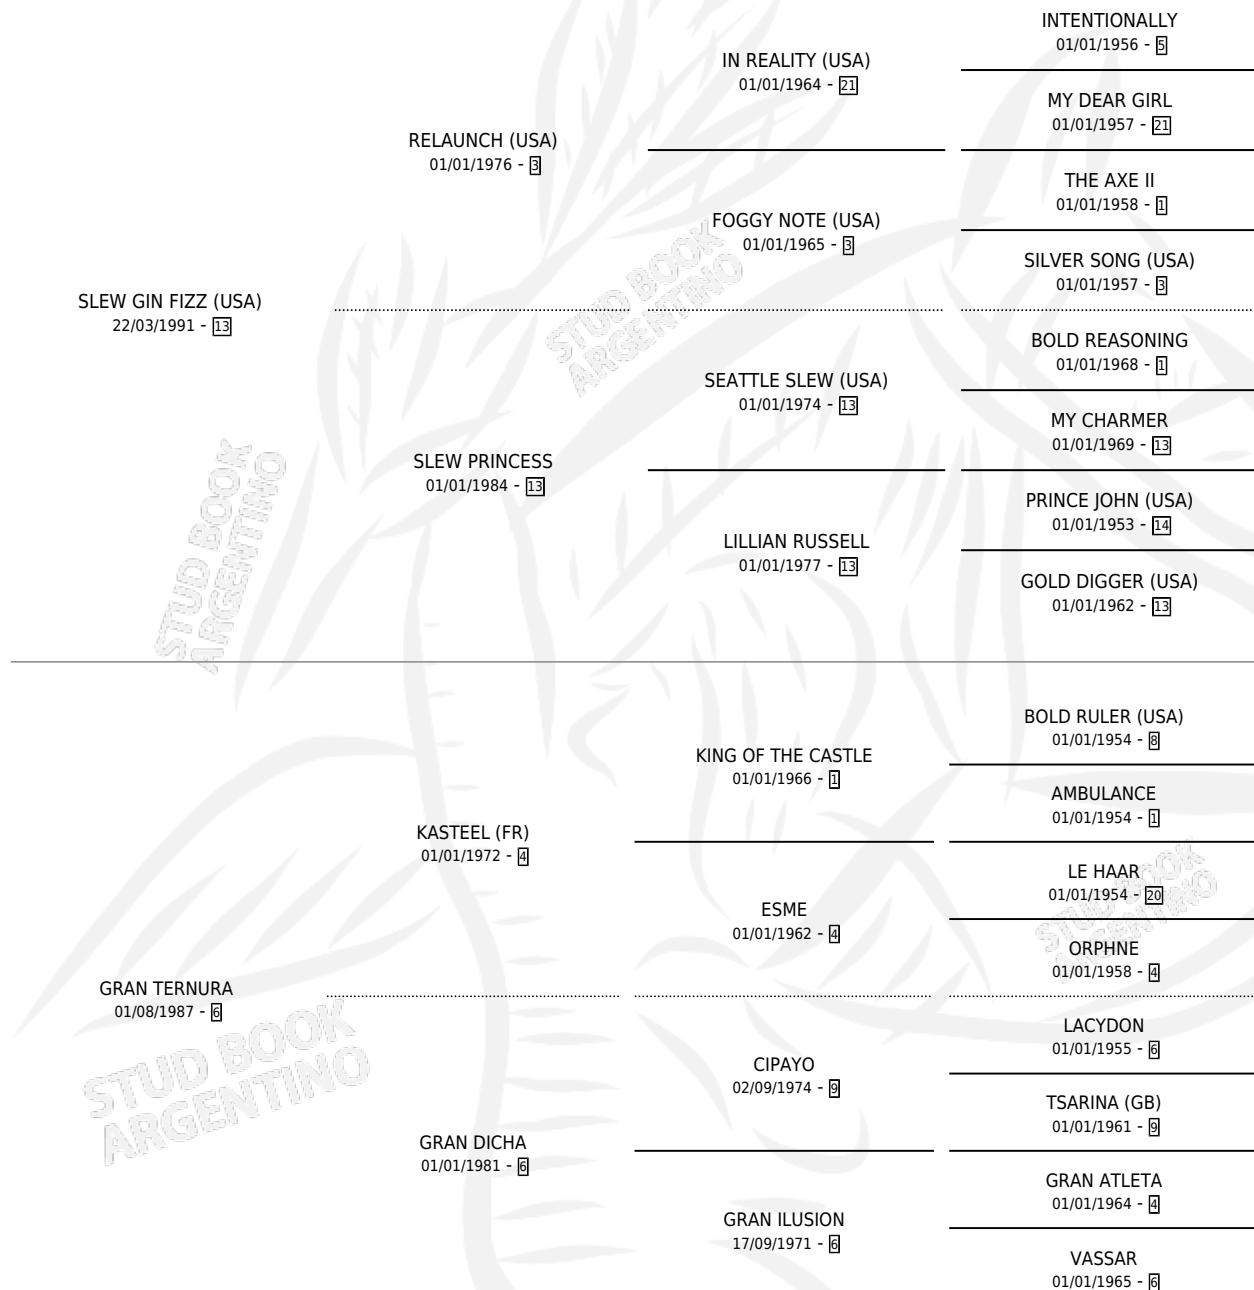 INTENTIONALLY
01/01/1956 - 5
IN REALITY (USA)
01/01/1964 - 21
MY DEAR GIRL
01/01/1957 - 21
RELAUNCH (USA)
01/01/1976 - 3
THE AXE II
01/01/1958 - 1
FOGGY NOTE (USA)
01/01/1965 - 3
SILVER SONG (USA)
01/01/1957 - 3
SLEW GIN FIZZ (USA)
22/03/1991 - 13
BOLD REASONING
01/01/1968 - 1
SEATTLE SLEW (USA)
01/01/1974 - 13
MY CHARMER
01/01/1969 - 13
SLEW PRINCESS
01/01/1984 - 13
PRINCE JOHN (USA)
01/01/1953 - 14
LILLIAN RUSSELL
01/01/1977 - 13
GOLD DIGGER (USA)
01/01/1962 - 13
BOLD RULER (USA)
01/01/1954 - 8
KING OF THE CASTLE
01/01/1966 - 1
AMBULANCE
01/01/1954 - 1
KASTEEL (FR)
01/01/1972 - 4
LE HAAR
01/01/1954 - 20
ESME
01/01/1962 - 4
ORPHNE
01/01/1958 - 4
GRAN TERNURA
01/08/1987 - 6
LACYDON
01/01/1955 - 6
CIPAYO
02/09/1974 - 9
TSARINA (GB)
01/01/1961 - 9
GRAN DICHA
01/01/1981 - 6
GRAN ATLETA
01/01/1964 - 4
GRAN ILUSION
17/09/1971 - 6
VASSAR
01/01/1965 - 6
STUD BOOK
ARGENTINO
STUD BOOK
ARGENTINO
STUD BOOK
ARGENTINO
STUD BOOK
ARGENTINO